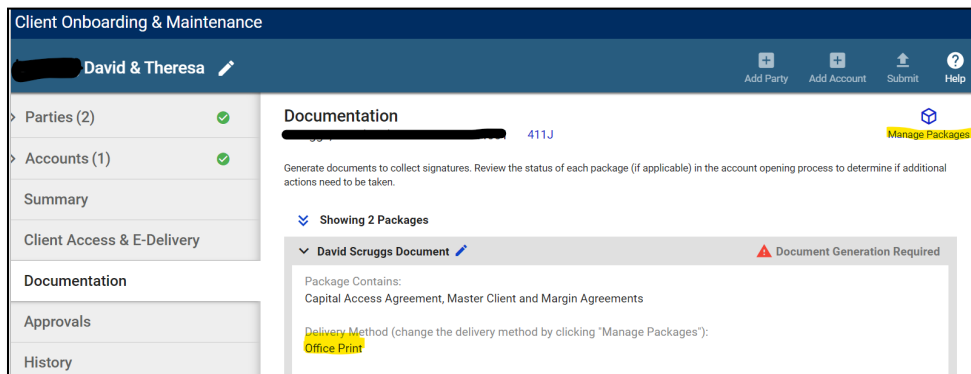 Client Onboarding & Maintenance
David & Theresa
Add Party
Add Account
Submit
Help
Parties (2)
Accounts (1)
Summary
Client Access & E-Delivery
Documentation
Approvals
History
Documentation
411J
Manage Packages
Generate documents to collect signatures. Review the status of each package (if applicable) in the account opening process to determine if additional
actions need to be taken.
Showing 2 Packages
David Scruggs Document
Document Generation Required
Package Contains:
Capital Access Agreement, Master Client and Margin Agreements
Delivery Method (change the delivery method by clicking "Manage Packages"):
Office Print